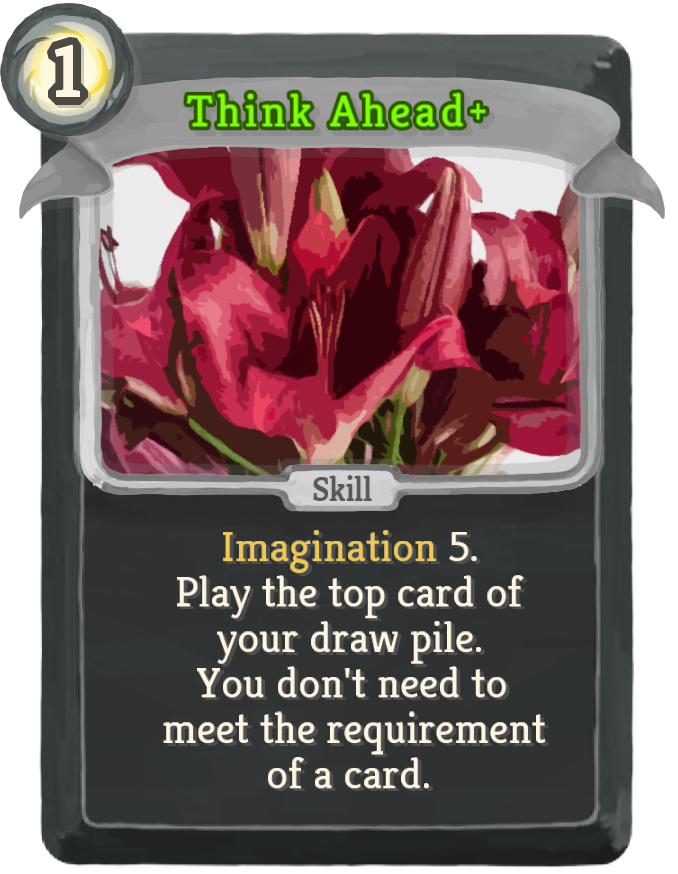 1
Think Ahead+
Skill
Imagination 5.
Play the top card of
your draw pile.
You don't need to
meet the requirement
of a card.